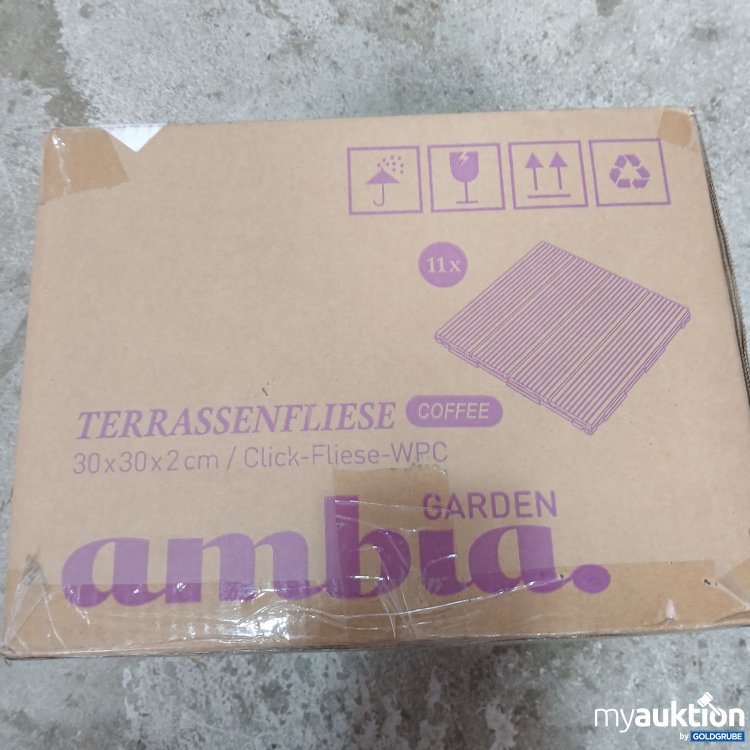 11x
TERRASSENFLIESE COFFEE
30x30x2cm / Click-Fliese-WPC
GARDEN
ambia.
myauktion
by GOLDGRUBE